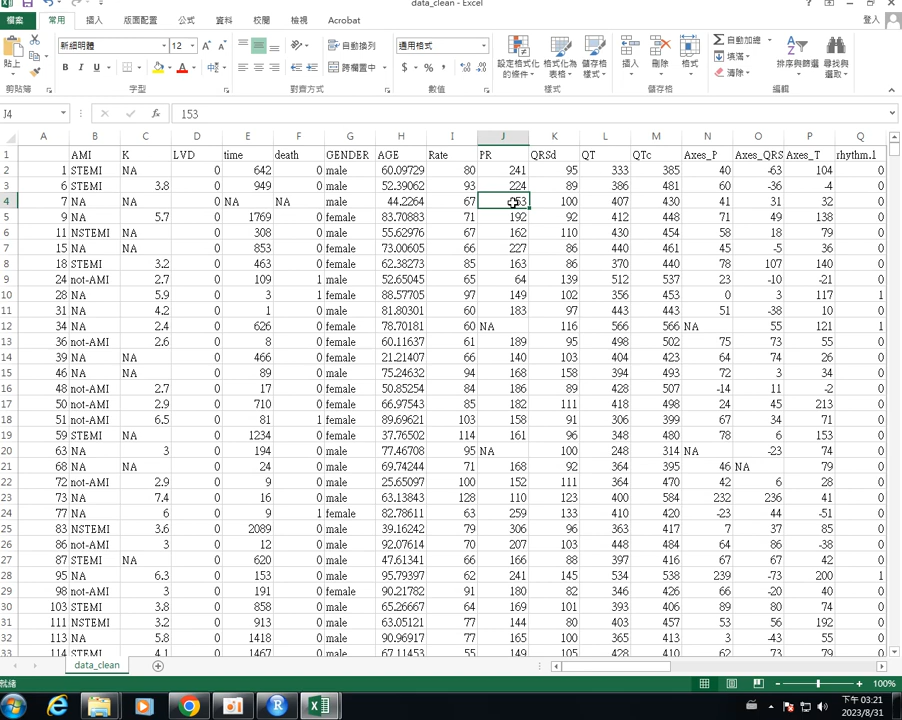 data_clean - Excel
登入
檔案 常用 插入 版面配置 公式 資料 校閱 檢視 Acrobat
新細明體 12 自動換列 通用格式 自動加總
貼上 B I U 跨欄置中 $ % 設定格式化的條件 格式化為表格 儲存格樣式 插入 刪除 格式 填滿 清除 排序與篩選 尋找與選取
剪貼簿 字型 對齊方式 數值 樣式 儲存格 編輯
J4 fx 153
A B C D E F G H I J K L M N O P Q
1 AMI K LVD time death GENDER AGE Rate PR QRSd QT QTc Axes_P Axes_QRS Axes_T rhythm.1
2 1 STEMI NA 0 642 0 male 60.09729 80 241 95 333 385 40 -63 104 0
3 6 STEMI 3.8 0 949 0 male 52.39062 93 224 89 386 481 60 -36 -4 0
4 7 NA NA 0 NA NA male 44.2264 67 153 100 407 430 41 31 32 0
5 9 NA 5.7 0 1769 0 female 83.70883 71 192 92 412 448 71 49 138 0
6 11 NSTEMI NA 0 308 0 male 55.62976 67 162 110 430 454 58 18 79 0
7 15 NA NA 0 853 0 female 73.00605 66 227 86 440 461 45 -5 36 0
8 18 STEMI 3.2 0 463 0 female 62.38273 85 163 86 370 440 78 107 140 0
9 24 not-AMI 2.7 0 109 1 male 52.65045 65 64 139 512 537 23 -10 -21 0
10 28 NA 5.9 0 3 1 female 88.57705 97 149 102 356 453 0 3 117 1
11 31 NA 4.2 0 1 0 male 81.80301 60 183 97 443 443 51 -38 10 0
12 34 NA 2.4 0 626 0 female 78.70181 60 NA 116 566 566 NA 55 121 1
13 36 not-AMI 2.6 0 8 0 female 60.11637 61 189 95 498 502 75 73 55 0
14 39 NA NA 0 466 0 female 21.21407 66 140 103 404 423 64 74 26 0
15 46 NA NA 0 89 0 male 75.24632 94 168 158 394 493 72 3 34 0
16 48 not-AMI 2.7 0 17 0 female 50.85254 84 186 89 428 507 -14 11 -2 0
17 50 not-AMI 2.9 0 710 0 female 66.97543 85 182 111 418 498 24 45 213 0
18 51 not-AMI 6.5 0 81 1 female 89.69621 103 158 91 306 399 67 34 71 0
19 59 STEMI NA 0 1234 0 male 37.76502 114 161 96 348 480 78 6 153 0
20 63 NA 3 0 194 0 male 77.46708 95 NA 100 248 314 NA -23 74 0
21 68 NA NA 0 24 0 male 69.74244 71 168 92 364 395 46 NA 79 0
22 72 not-AMI 2.9 0 9 0 male 25.65097 100 152 111 364 470 42 6 28 0
23 73 NA 7.4 0 16 0 male 63.13843 128 110 123 400 584 232 236 41 0
24 77 NA 6 0 9 1 male 82.78611 63 259 133 410 420 -23 44 -51 0
25 83 NSTEMI 3.6 0 2089 0 male 39.16242 79 306 96 363 417 7 37 85 0
26 86 not-AMI 3 0 12 0 male 92.07614 70 207 103 448 484 64 86 -38 0
27 87 STEMI NA 0 620 0 male 47.61341 66 166 88 397 416 67 67 42 0
28 95 NA 6.3 0 153 0 male 95.79397 62 241 145 534 538 239 -73 200 1
29 98 not-AMI 3 0 191 0 female 90.21782 91 180 82 346 426 66 -20 40 0
30 103 STEMI 3.8 0 858 0 male 65.26667 64 169 101 393 406 89 80 74 0
31 111 NSTEMI 3.2 0 913 0 male 63.05121 77 144 80 403 457 53 56 192 0
32 113 NA 5.8 0 1418 0 male 90.96917 77 165 100 365 413 3 -43 55 0
33 114 STEMI 4.1 0 1467 0 male 67.11453 55 149 105 428 410 62 73 79 0
data_clean
就緒 100%
下午 03:21
2023/8/31